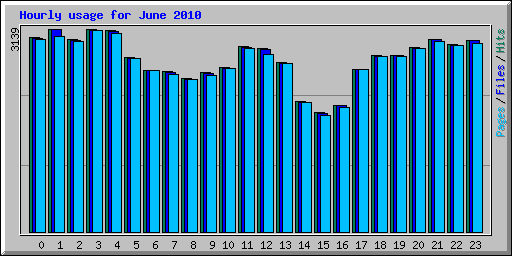 Hourly usage for June 2010
3139
Pages/Files/Hits
0 1 2 3 4 5 6 7 8 9 10 11 12 13 14 15 16 17 18 19 20 21 22 23